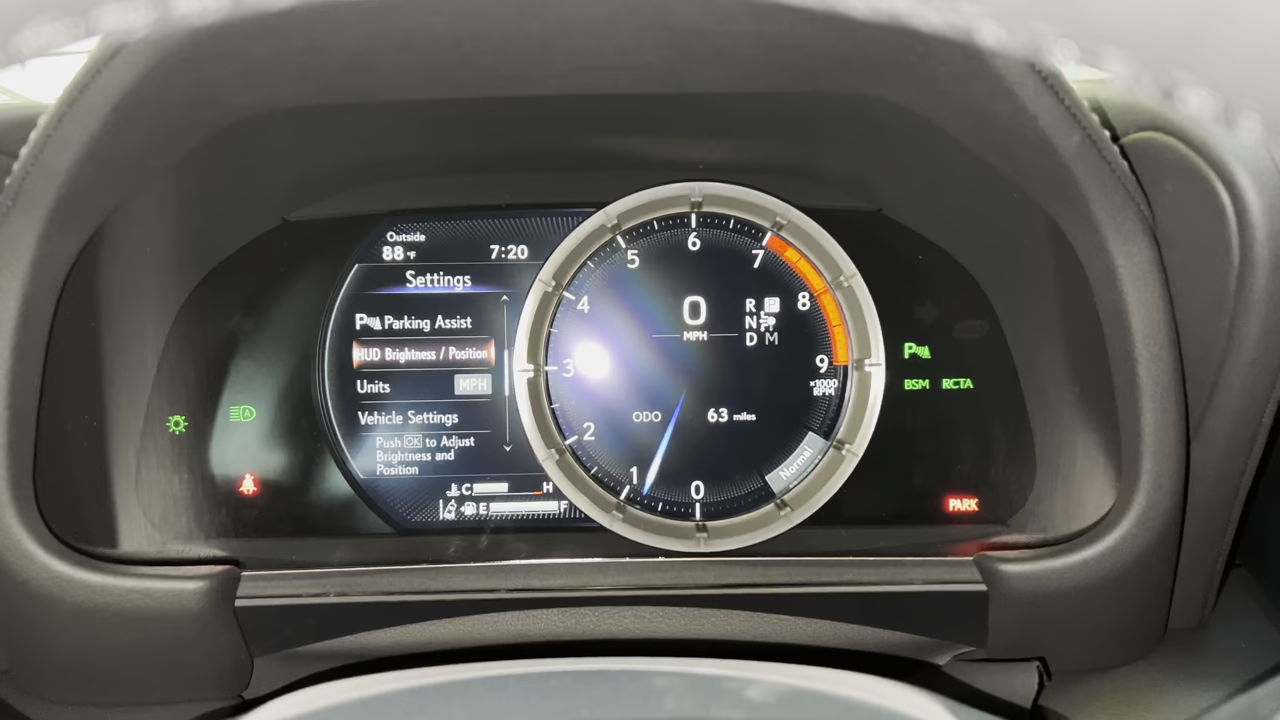 Outside
88 °F 7:20
Settings
P Parking Assist
HUD Brightness / Position
Units MPH
Vehicle Settings
Push OK to Adjust
Brightness and
Position
C H
E F
0
1
2
3
4
5
6
7
8
9
×1000
RPM
0
MPH
R P
N
D M
ODO 63 miles
Normal
A
P
BSM RCTA
PARK